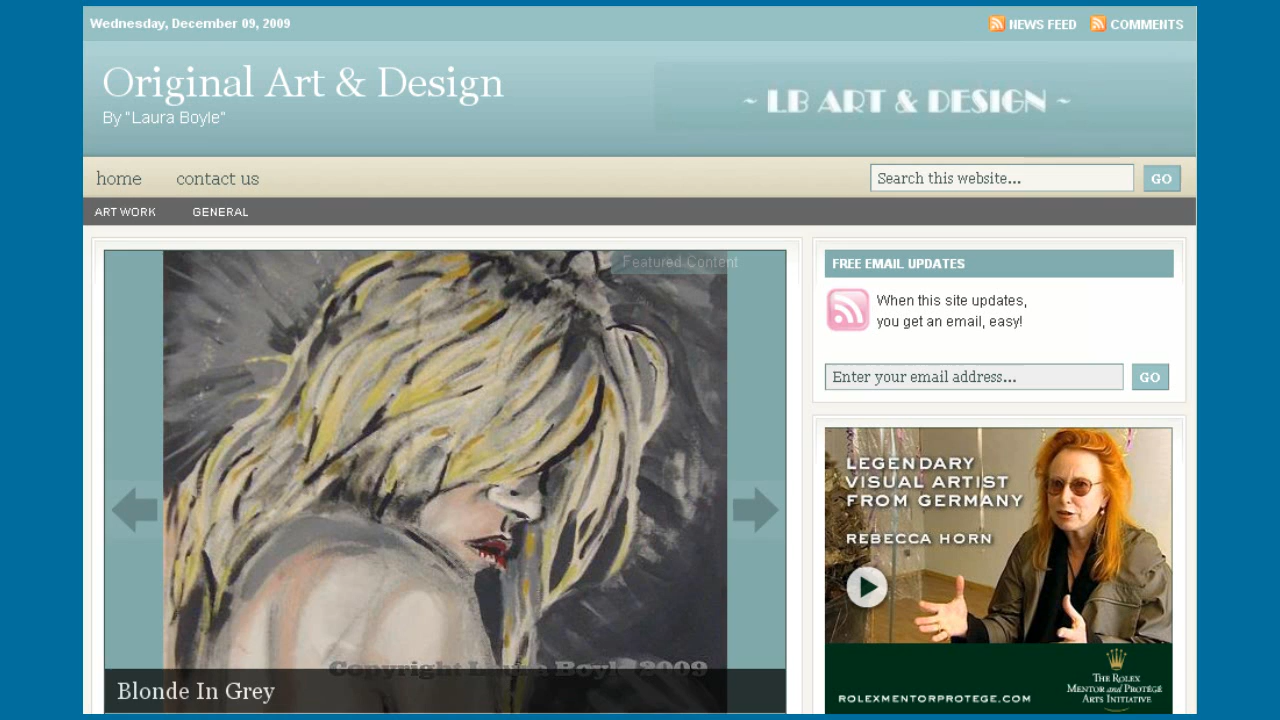 Wednesday, December 09, 2009
NEWS FEED
COMMENTS
Original Art & Design
By "Laura Boyle"
~ LB ART & DESIGN ~
home
contact us
Search this website...
GO
ART WORK
GENERAL
Featured Content
Copyright Laura Boyle 2009
Blonde In Grey
FREE EMAIL UPDATES
When this site updates,
you get an email, easy!
Enter your email address...
GO
LEGENDARY
VISUAL ARTIST
FROM GERMANY
REBECCA HORN
ROLEXMENTORPROTEGE.COM
THE ROLEX
MENTOR and PROTÉGÉ
ARTS INITIATIVE